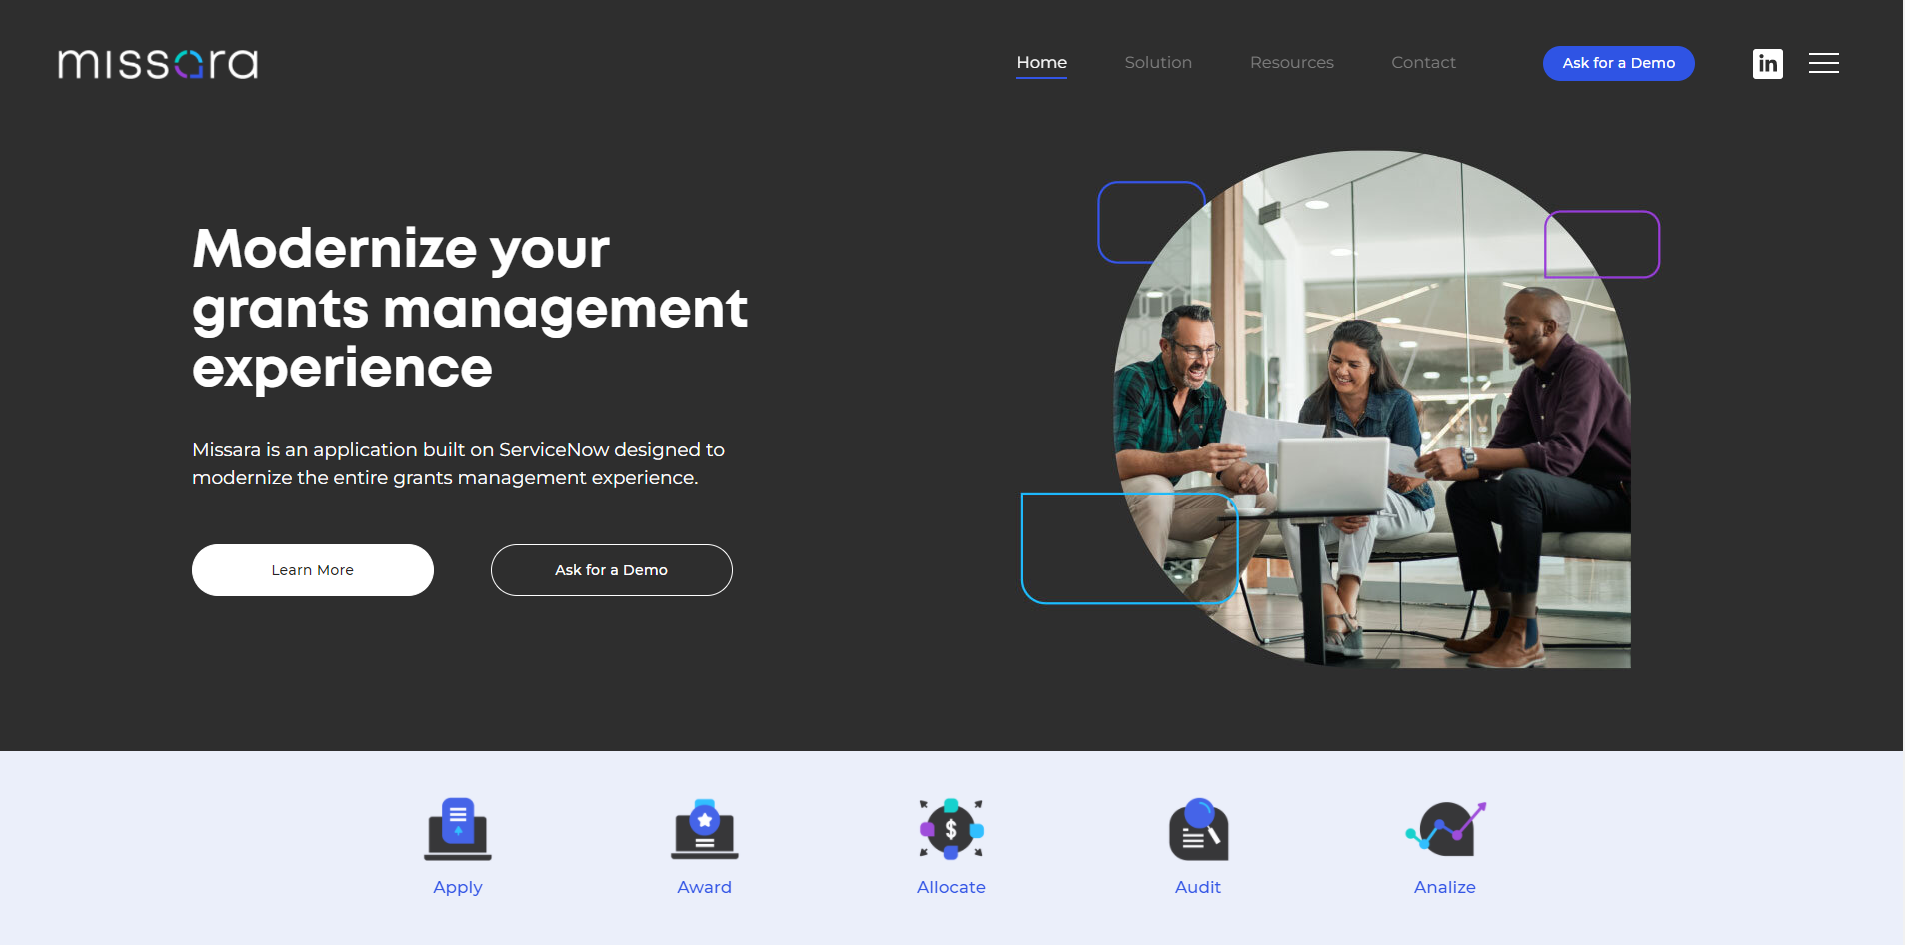 missara
Home
Solution
Resources
Contact
Ask for a Demo
in
Modernize your
grants management
experience
Missara is an application built on ServiceNow designed to
modernize the entire grants management experience.
Learn More
Ask for a Demo
$
Apply
Award
Allocate
Audit
Analize